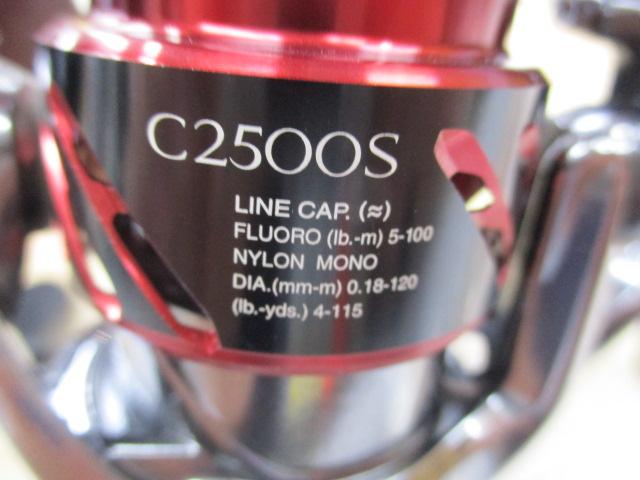 C2500S
LINE CAP. (≈)
FLUORO (lb.-m) 5-100
NYLON MONO
DIA.(mm-m) 0.18-120
(lb.-yds.) 4-115